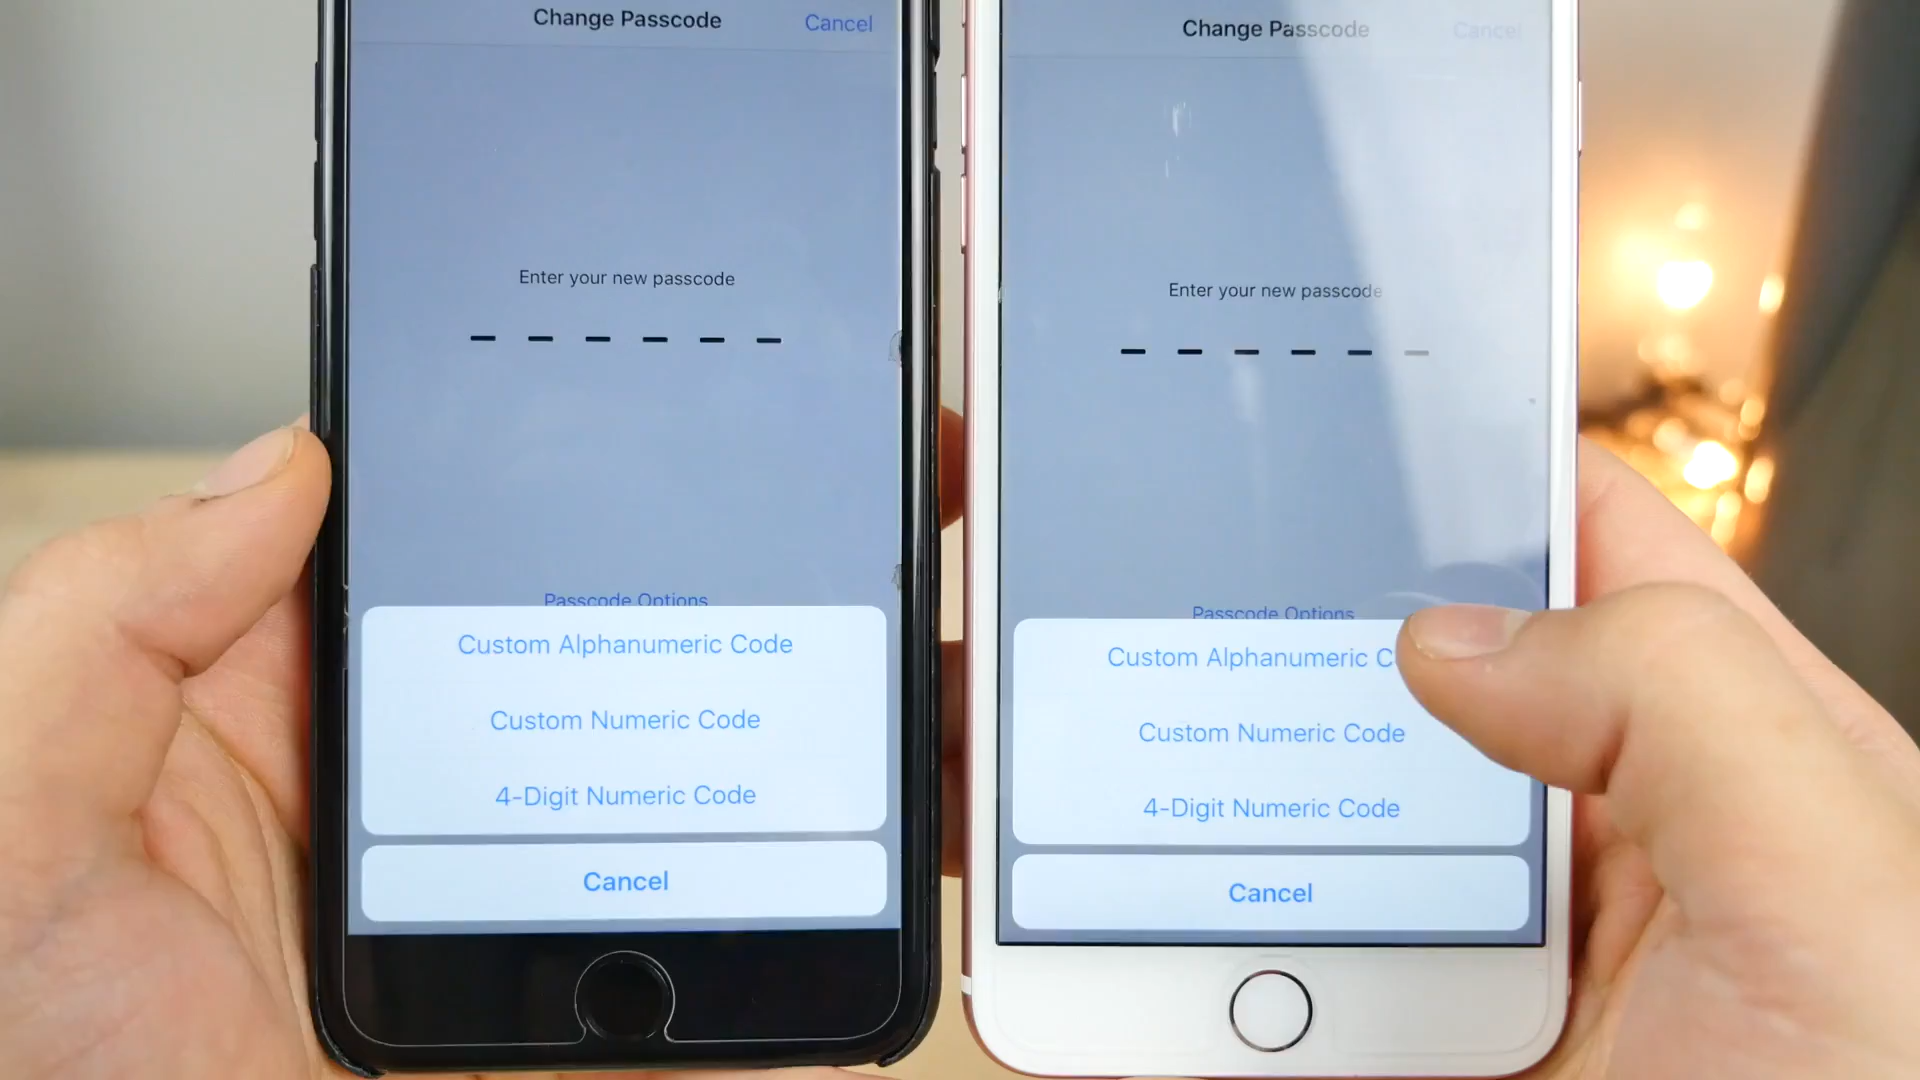 Change Passcode
Cancel
Enter your new passcode
Passcode Options
Custom Alphanumeric Code
Custom Numeric Code
4-Digit Numeric Code
Cancel
Change Passcode
Cancel
Enter your new passcode
Passcode Options
Custom Alphanumeric C
Custom Numeric Code
4-Digit Numeric Code
Cancel